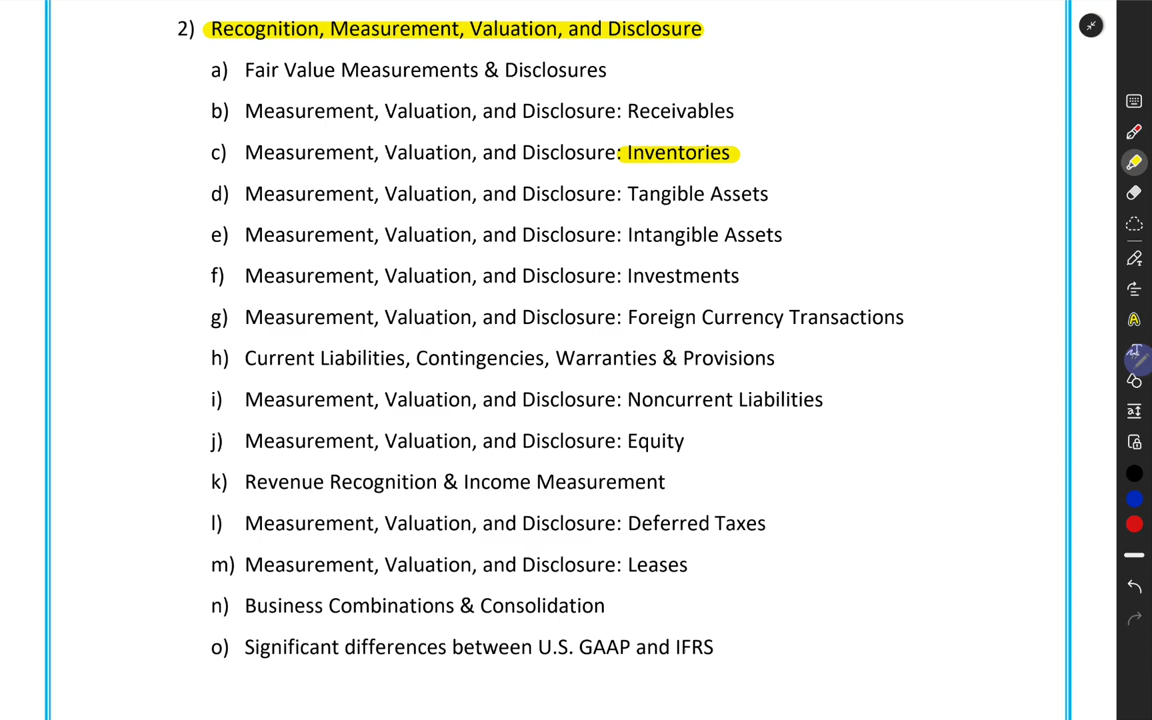 2) Recognition, Measurement, Valuation, and Disclosure
a) Fair Value Measurements & Disclosures
b) Measurement, Valuation, and Disclosure: Receivables
c) Measurement, Valuation, and Disclosure: Inventories
d) Measurement, Valuation, and Disclosure: Tangible Assets
e) Measurement, Valuation, and Disclosure: Intangible Assets
f) Measurement, Valuation, and Disclosure: Investments
g) Measurement, Valuation, and Disclosure: Foreign Currency Transactions
h) Current Liabilities, Contingencies, Warranties & Provisions
i) Measurement, Valuation, and Disclosure: Noncurrent Liabilities
j) Measurement, Valuation, and Disclosure: Equity
k) Revenue Recognition & Income Measurement
l) Measurement, Valuation, and Disclosure: Deferred Taxes
m) Measurement, Valuation, and Disclosure: Leases
n) Business Combinations & Consolidation
o) Significant differences between U.S. GAAP and IFRS